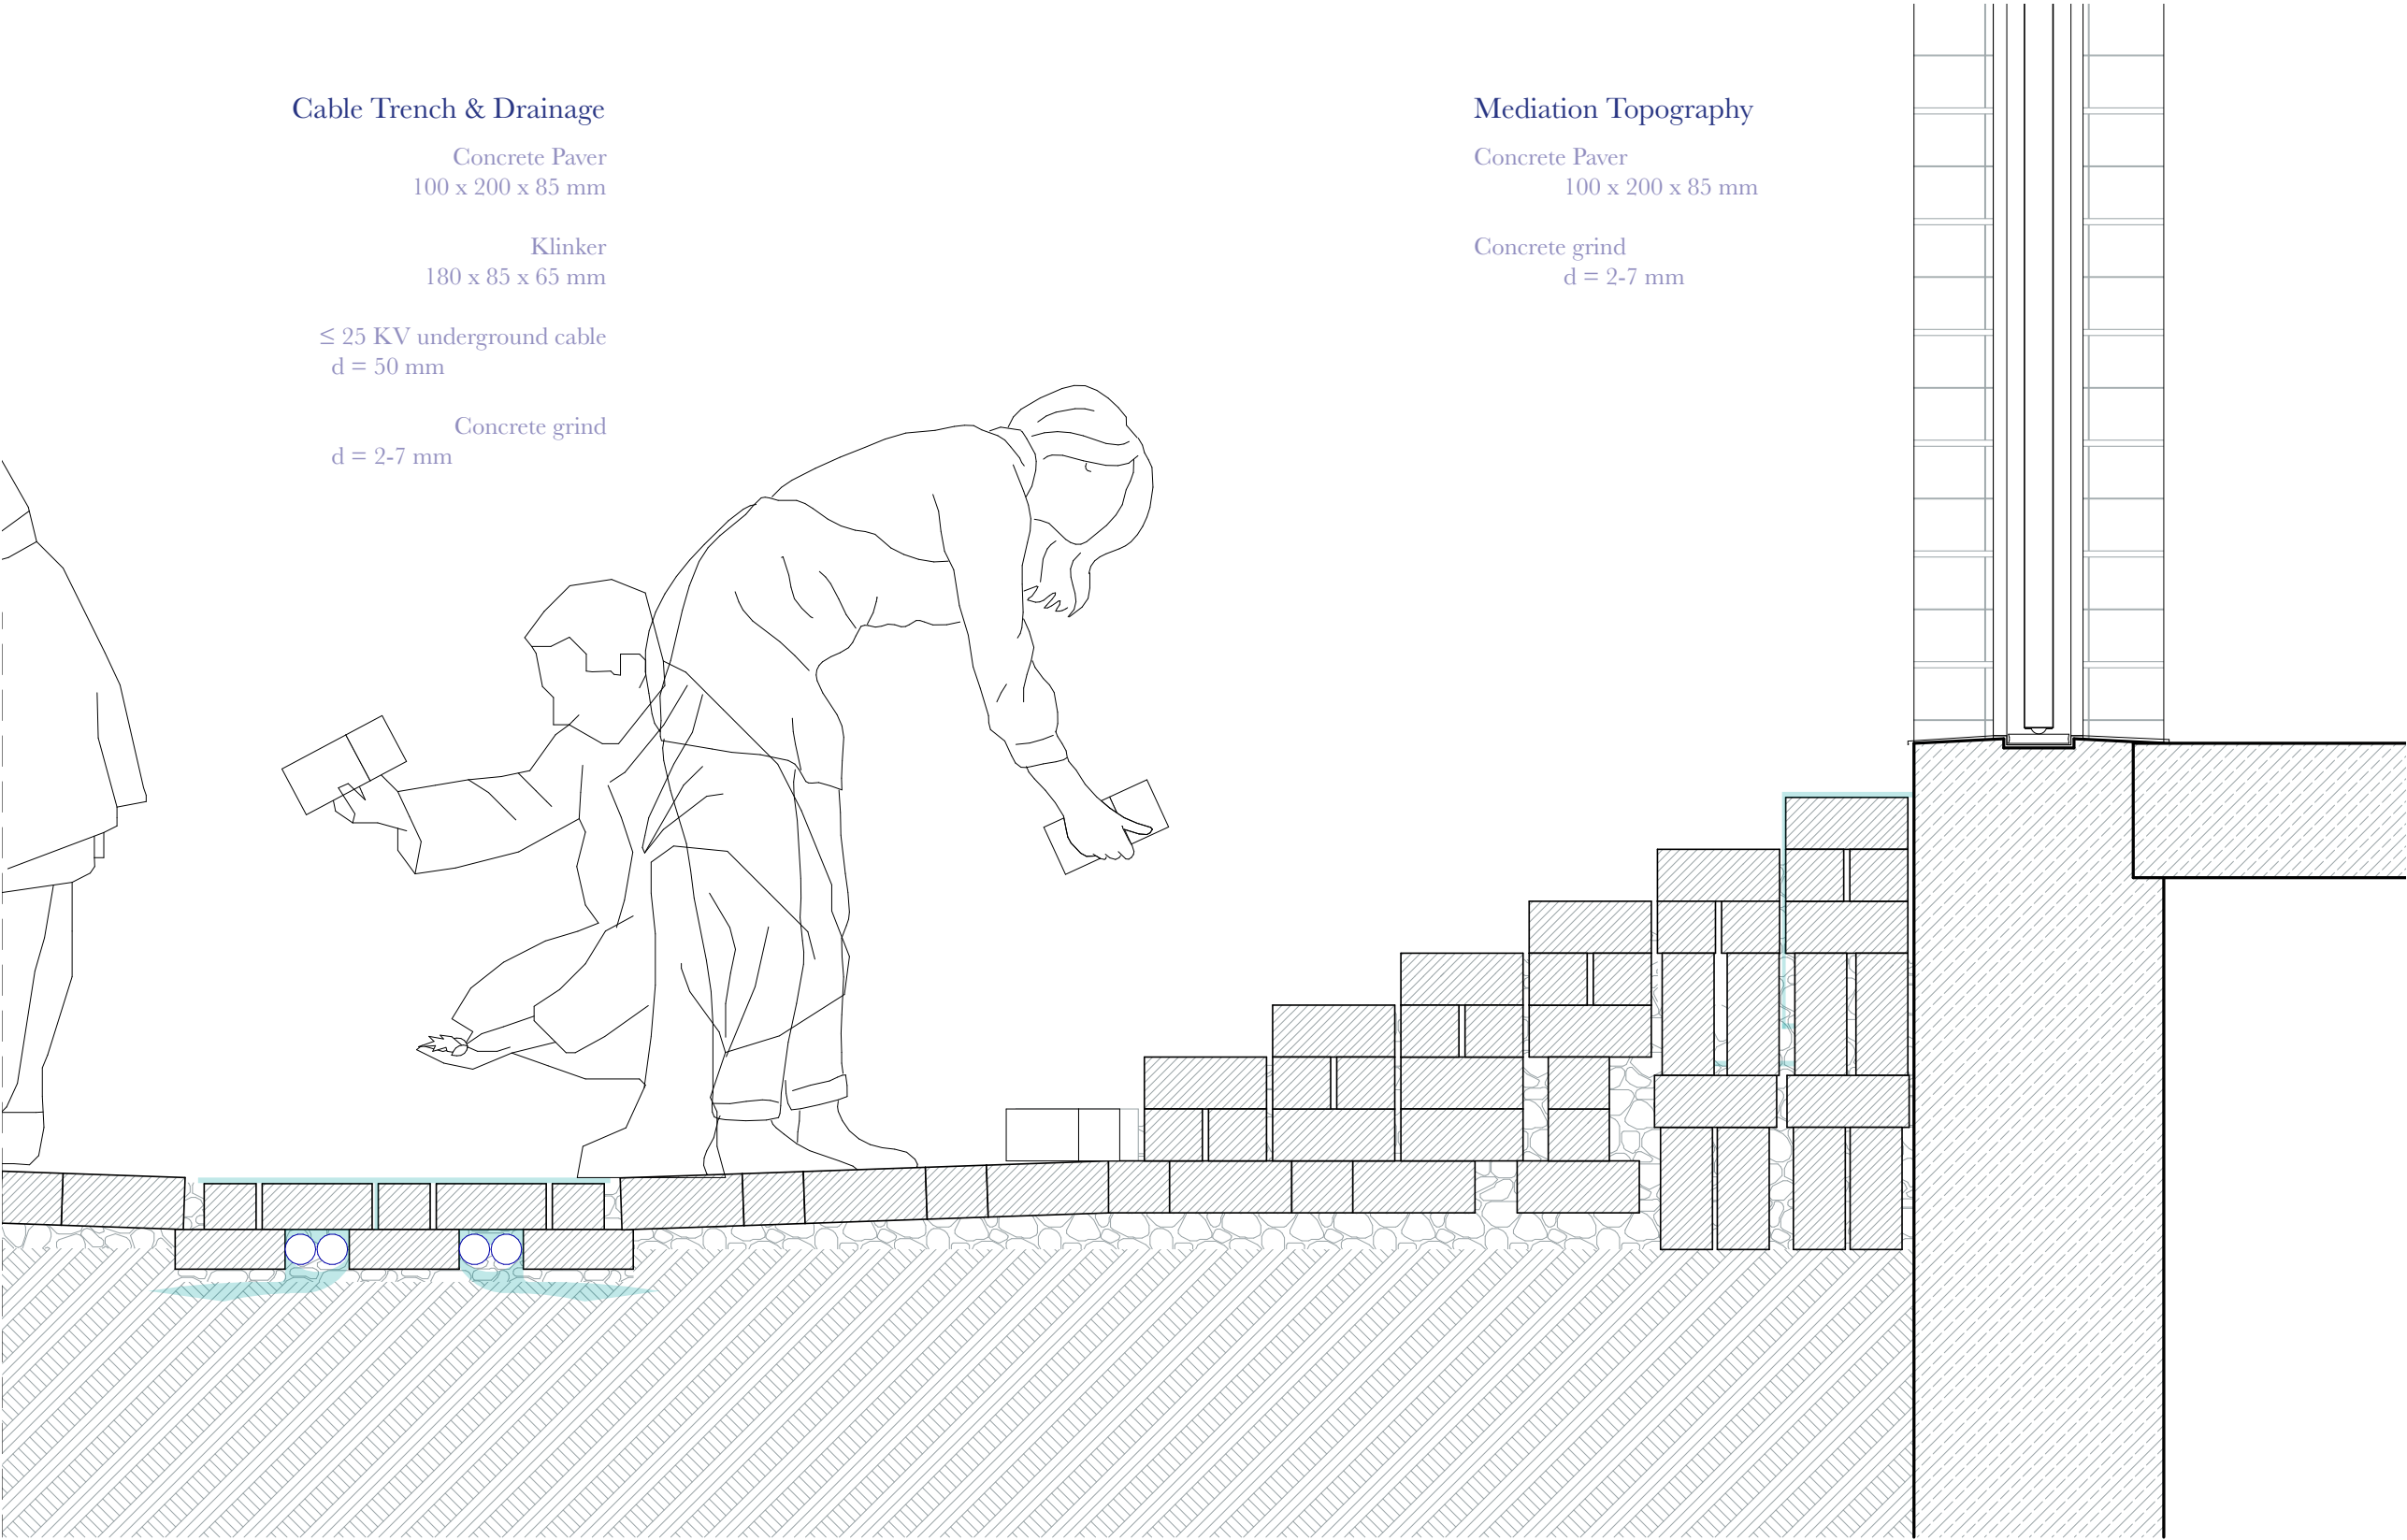 Cable Trench & Drainage
Concrete Paver
100 x 200 x 85 mm
Klinker
180 x 85 x 65 mm
≤ 25 KV underground cable
d = 50 mm
Concrete grind
d = 2-7 mm
Mediation Topography
Concrete Paver
100 x 200 x 85 mm
Concrete grind
d = 2-7 mm